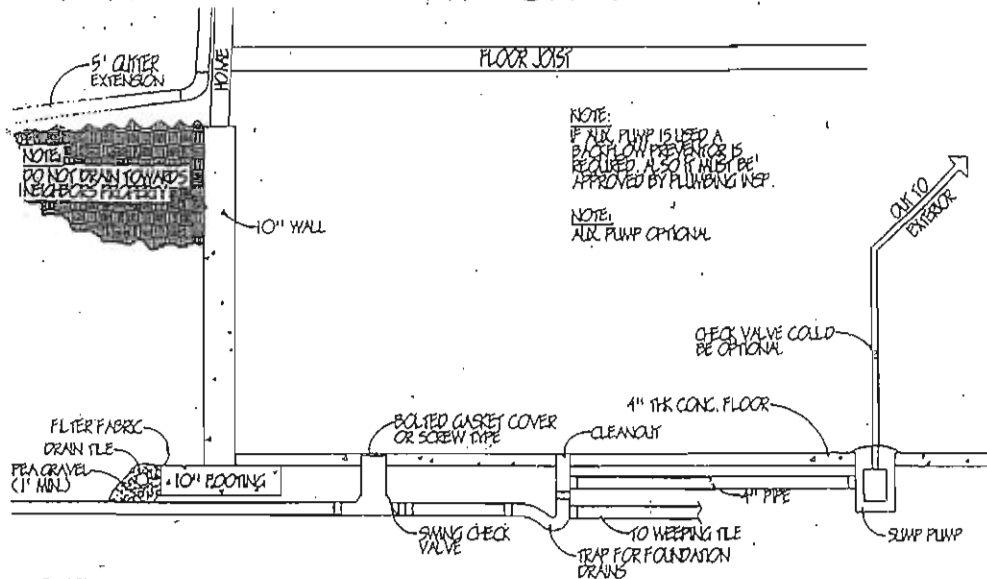 FLOOR JOIST
5' GUTTER
EXTENSION
HOME
NOTE:
IF AUX. PUMP IS USED A
BACKFLOW PREVENTOR IS
REQUIRED. ALSO IT MUST BE
APPROVED BY PLUMBING INSP.
NOTE:
DO NOT DRAIN TOWARDS
NEIGHBORS PROPERTY
OUT TO
EXTERIOR
10" WALL
NOTE:
AUX. PUMP OPTIONAL
CHECK VALVE COULD
BE OPTIONAL
4" THK CONC. FLOOR
BOLTED GASKET COVER
OR SCREW TYPE
CLEANOUT
FILTER FABRIC
DRAIN TILE
PEA GRAVEL
(1' MIN.)
10" FOOTING
4" PIPE
SWING CHECK
VALVE
TO WEEPING TILE
SUMP PUMP
TRAP FOR FOUNDATION
DRAINS